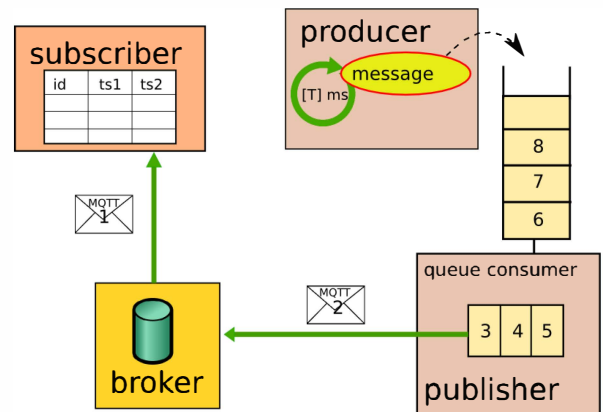 producer
message
[T] ms
subscriber
id ts1 ts2
8
7
6
MQTT
1
queue consumer
MQTT
2
3 4 5
broker
publisher